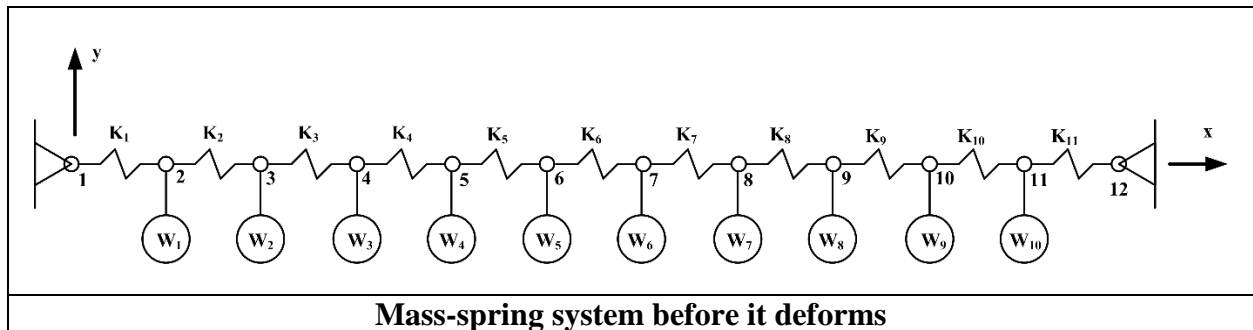 y
K₁ K₂ K₃ K₄ K₅ K₆ K₇ K₈ K₉ K₁₀ K₁₁ x
1 2 3 4 5 6 7 8 9 10 11 12
W₁ W₂ W₃ W₄ W₅ W₆ W₇ W₈ W₉ W₁₀
Mass-spring system before it deforms